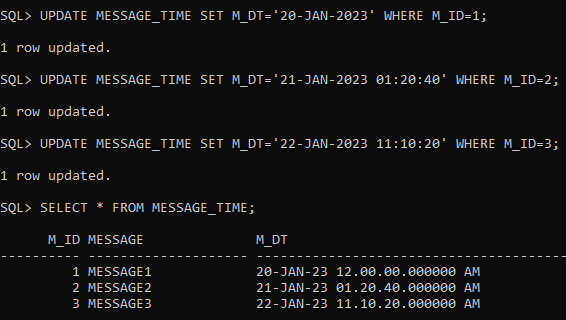 SQL> UPDATE MESSAGE_TIME SET M_DT='20-JAN-2023' WHERE M_ID=1;
1 row updated.
SQL> UPDATE MESSAGE_TIME SET M_DT='21-JAN-2023 01:20:40' WHERE M_ID=2;
1 row updated.
SQL> UPDATE MESSAGE_TIME SET M_DT='22-JAN-2023 11:10:20' WHERE M_ID=3;
1 row updated.
SQL> SELECT * FROM MESSAGE_TIME;
      M_ID MESSAGE              M_DT
---------- -------------------- ---------------------------------------
         1 MESSAGE1             20-JAN-23 12.00.00.000000 AM
         2 MESSAGE2             21-JAN-23 01.20.40.000000 AM
         3 MESSAGE3             22-JAN-23 11.10.20.000000 AM